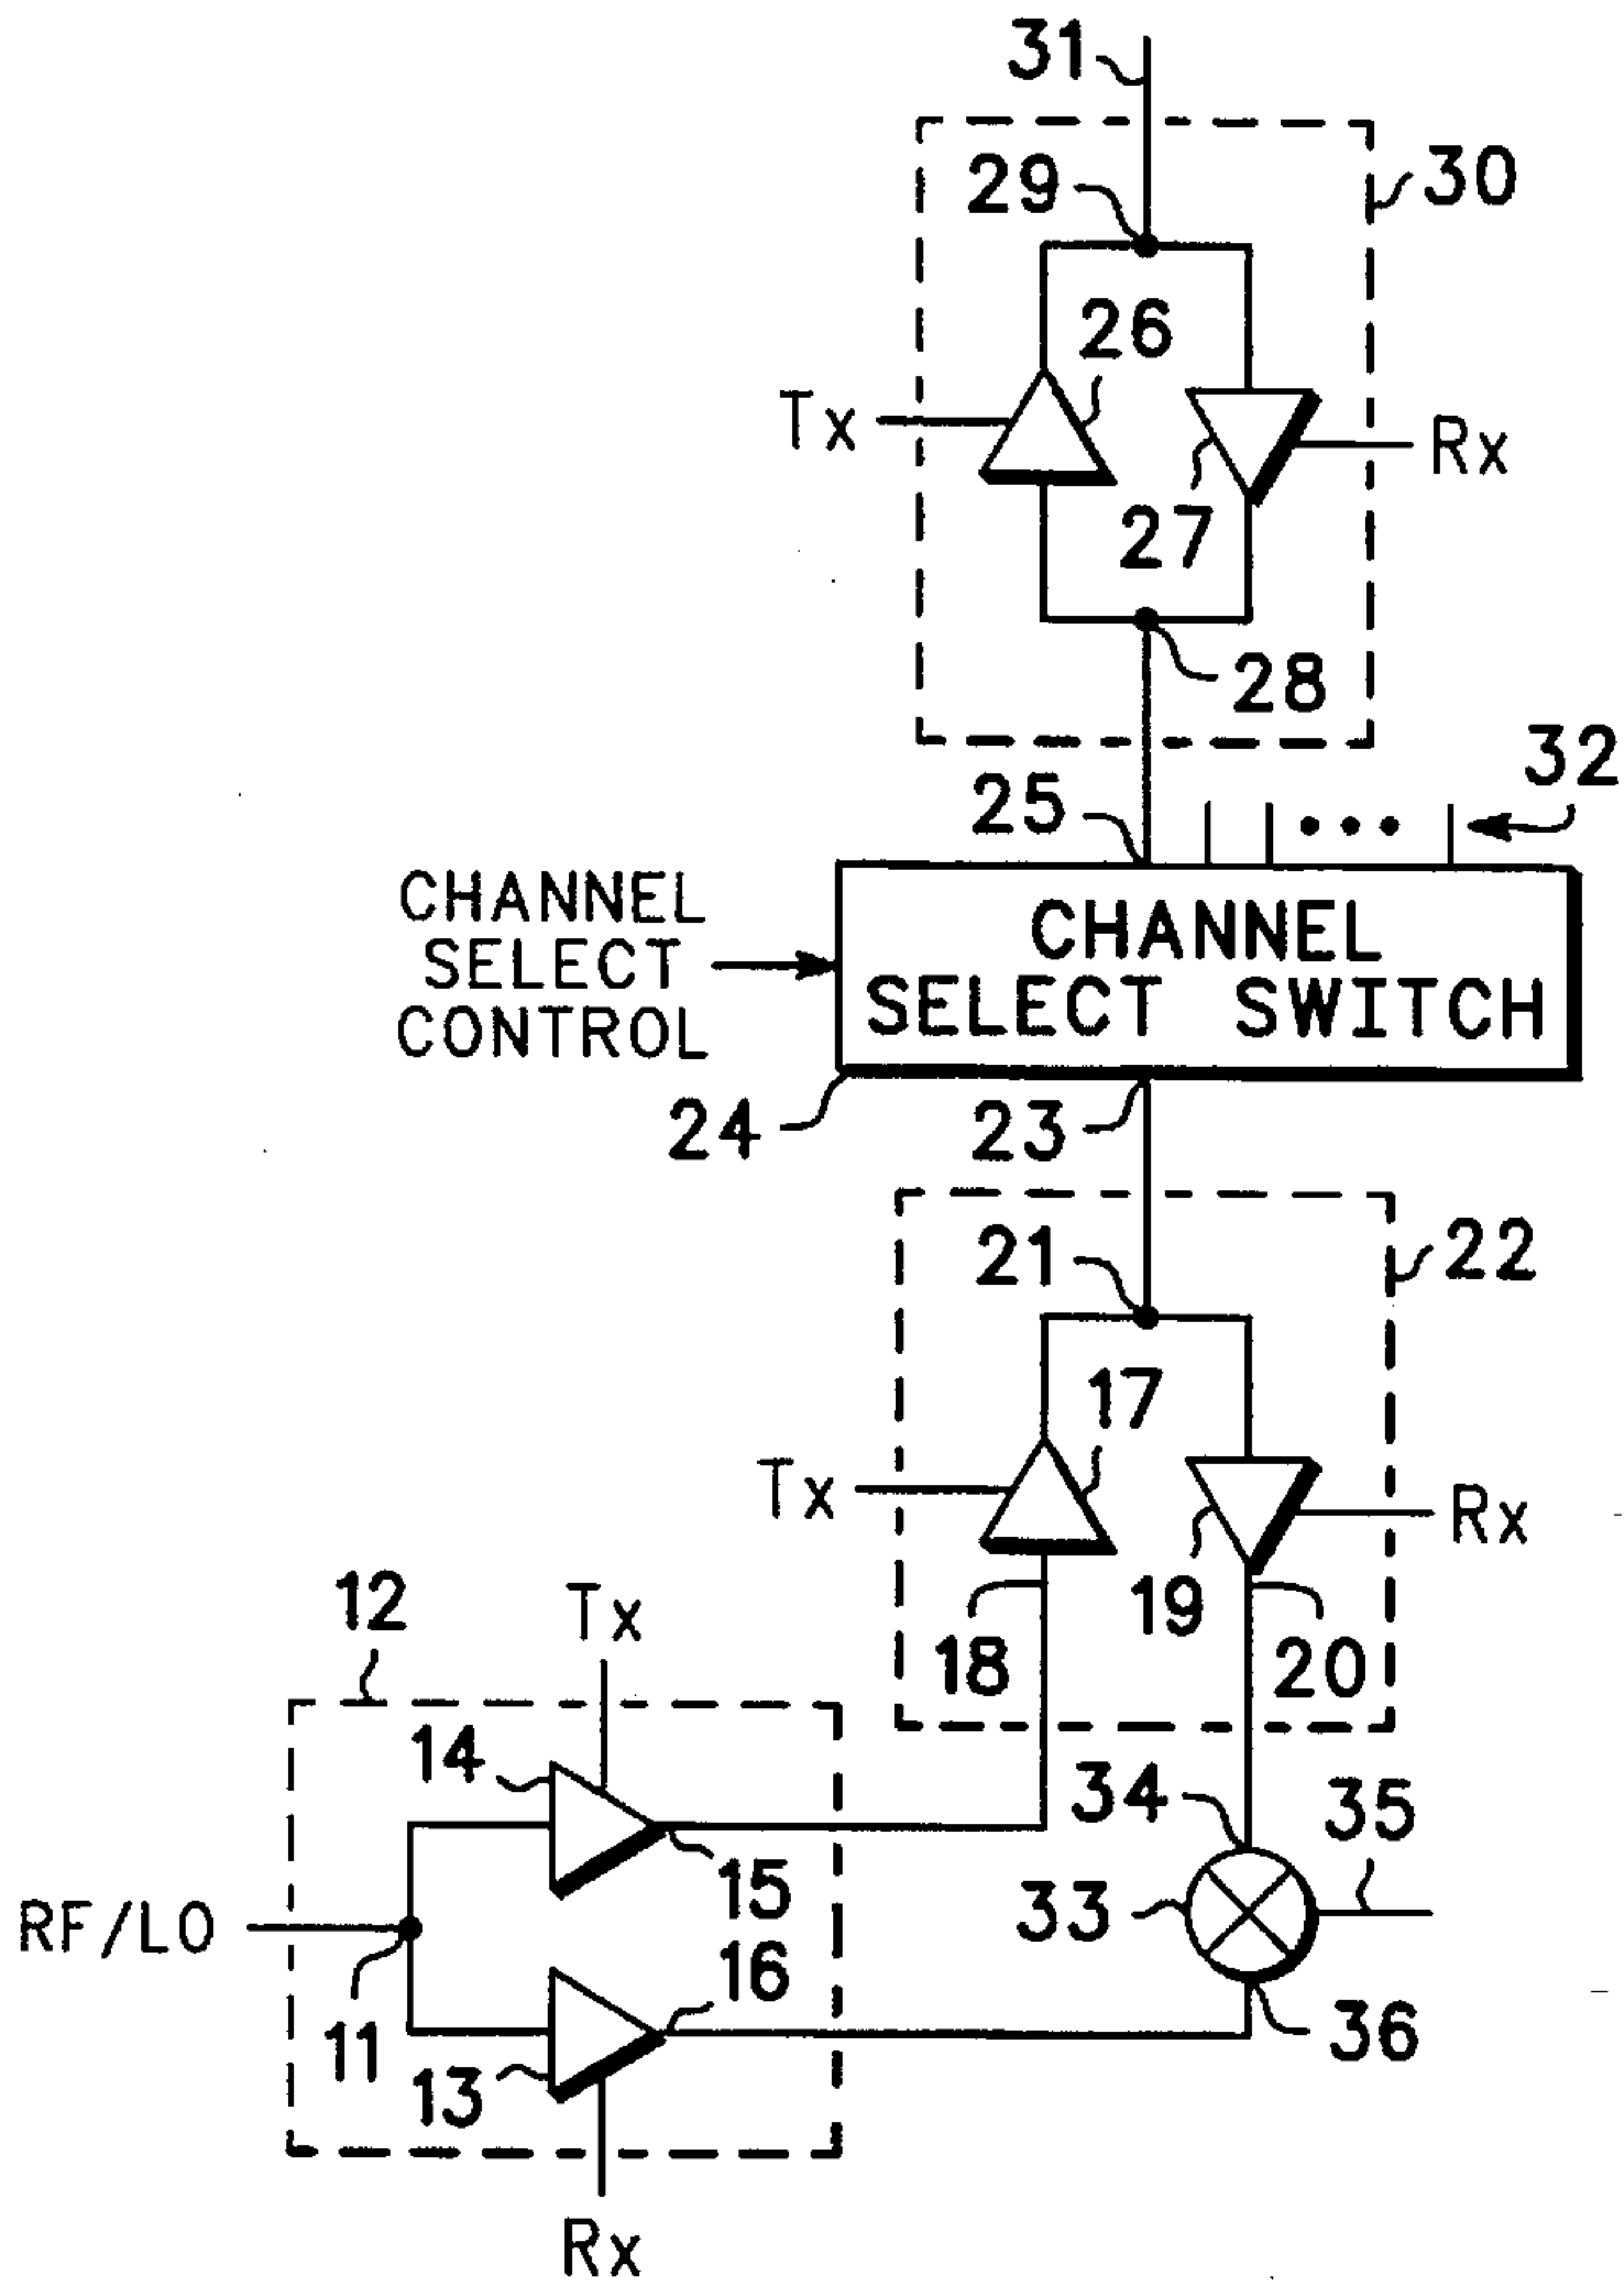 31
29
30
26
Tx
Rx
27
28
32
25
CHANNEL
SELECT
CONTROL
CHANNEL
SELECT SWITCH
24
23
21
22
17
Tx
Rx
12
Tx
19
18
20
14
34
35
15
RF/LO
33
16
11
36
13
Rx